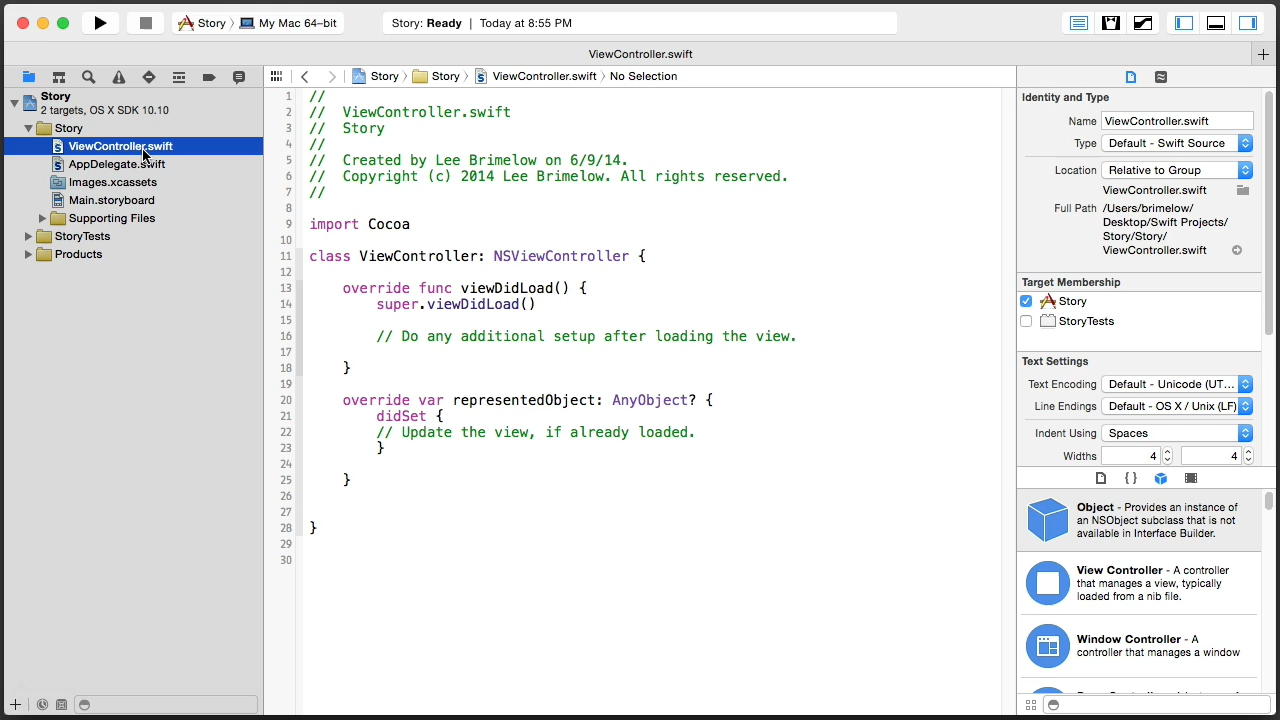 Story
My Mac 64-bit
Story: Ready | Today at 8:55 PM
ViewController.swift
Story
Story
ViewController.swift
No Selection
Story
2 targets, OS X SDK 10.10
Story
ViewController.swift
AppDelegate.swift
Images.xcassets
Main.storyboard
Supporting Files
StoryTests
Products
1 //
2 // ViewController.swift
3 // Story
4 //
5 // Created by Lee Brimelow on 6/9/14.
6 // Copyright (c) 2014 Lee Brimelow. All rights reserved.
7 //
8
9 import Cocoa
10
11 class ViewController: NSViewController {
12
13 override func viewDidLoad() {
14 super.viewDidLoad()
15
16 // Do any additional setup after loading the view.
17
18 }
19
20 override var representedObject: AnyObject? {
21 didSet {
22 // Update the view, if already loaded.
23 }
24
25 }
26
27
28 }
29
30
Identity and Type
Name ViewController.swift
Type Default - Swift Source
Location Relative to Group
ViewController.swift
Full Path /Users/brimelow/
Desktop/Swift Projects/
Story/Story/
ViewController.swift
Target Membership
Story
StoryTests
Text Settings
Text Encoding Default - Unicode (UT...
Line Endings Default - OS X / Unix (LF)
Indent Using Spaces
Widths 4 4
{ }
Object - Provides an instance of
an NSObject subclass that is not
available in Interface Builder.
View Controller - A controller
that manages a view, typically
loaded from a nib file.
Window Controller - A
controller that manages a window